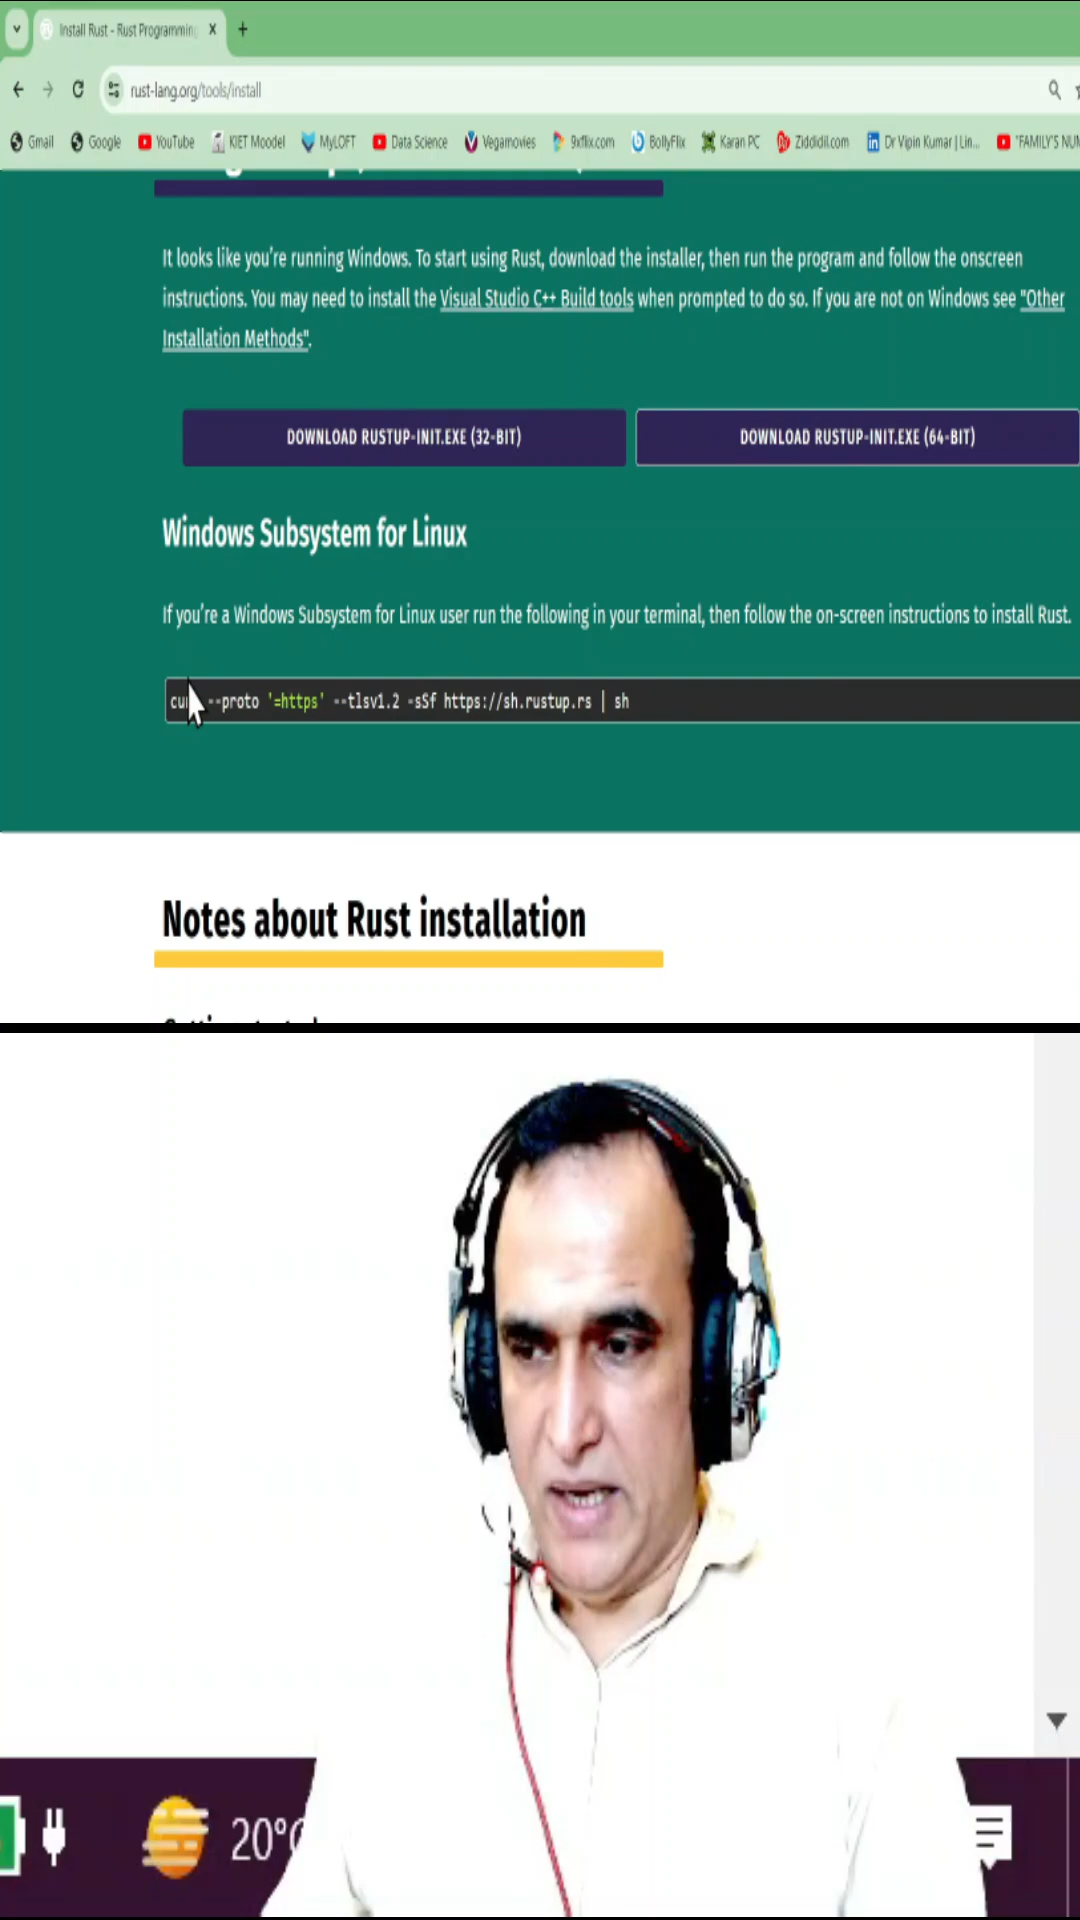 Install Rust - Rust Programming
rust-lang.org/tools/install
Gmail Google YouTube KIET Moodel MyLOFT Data Science Vegamovies 9xflix.com BollyFlix Karan PC Ziddidil.com Dr Vipin Kumar | Lin... "FAMILY'S NUM
It looks like you're running Windows. To start using Rust, download the installer, then run the program and follow the onscreen
instructions. You may need to install the Visual Studio C++ Build tools when prompted to do so. If you are not on Windows see "Other
Installation Methods".
DOWNLOAD RUSTUP-INIT.EXE (32-BIT) DOWNLOAD RUSTUP-INIT.EXE (64-BIT)
Windows Subsystem for Linux
If you're a Windows Subsystem for Linux user run the following in your terminal, then follow the on-screen instructions to install Rust.
--proto '=https' --tlsv1.2 -sSf https://sh.rustup.rs | sh
Notes about Rust installation
20°C